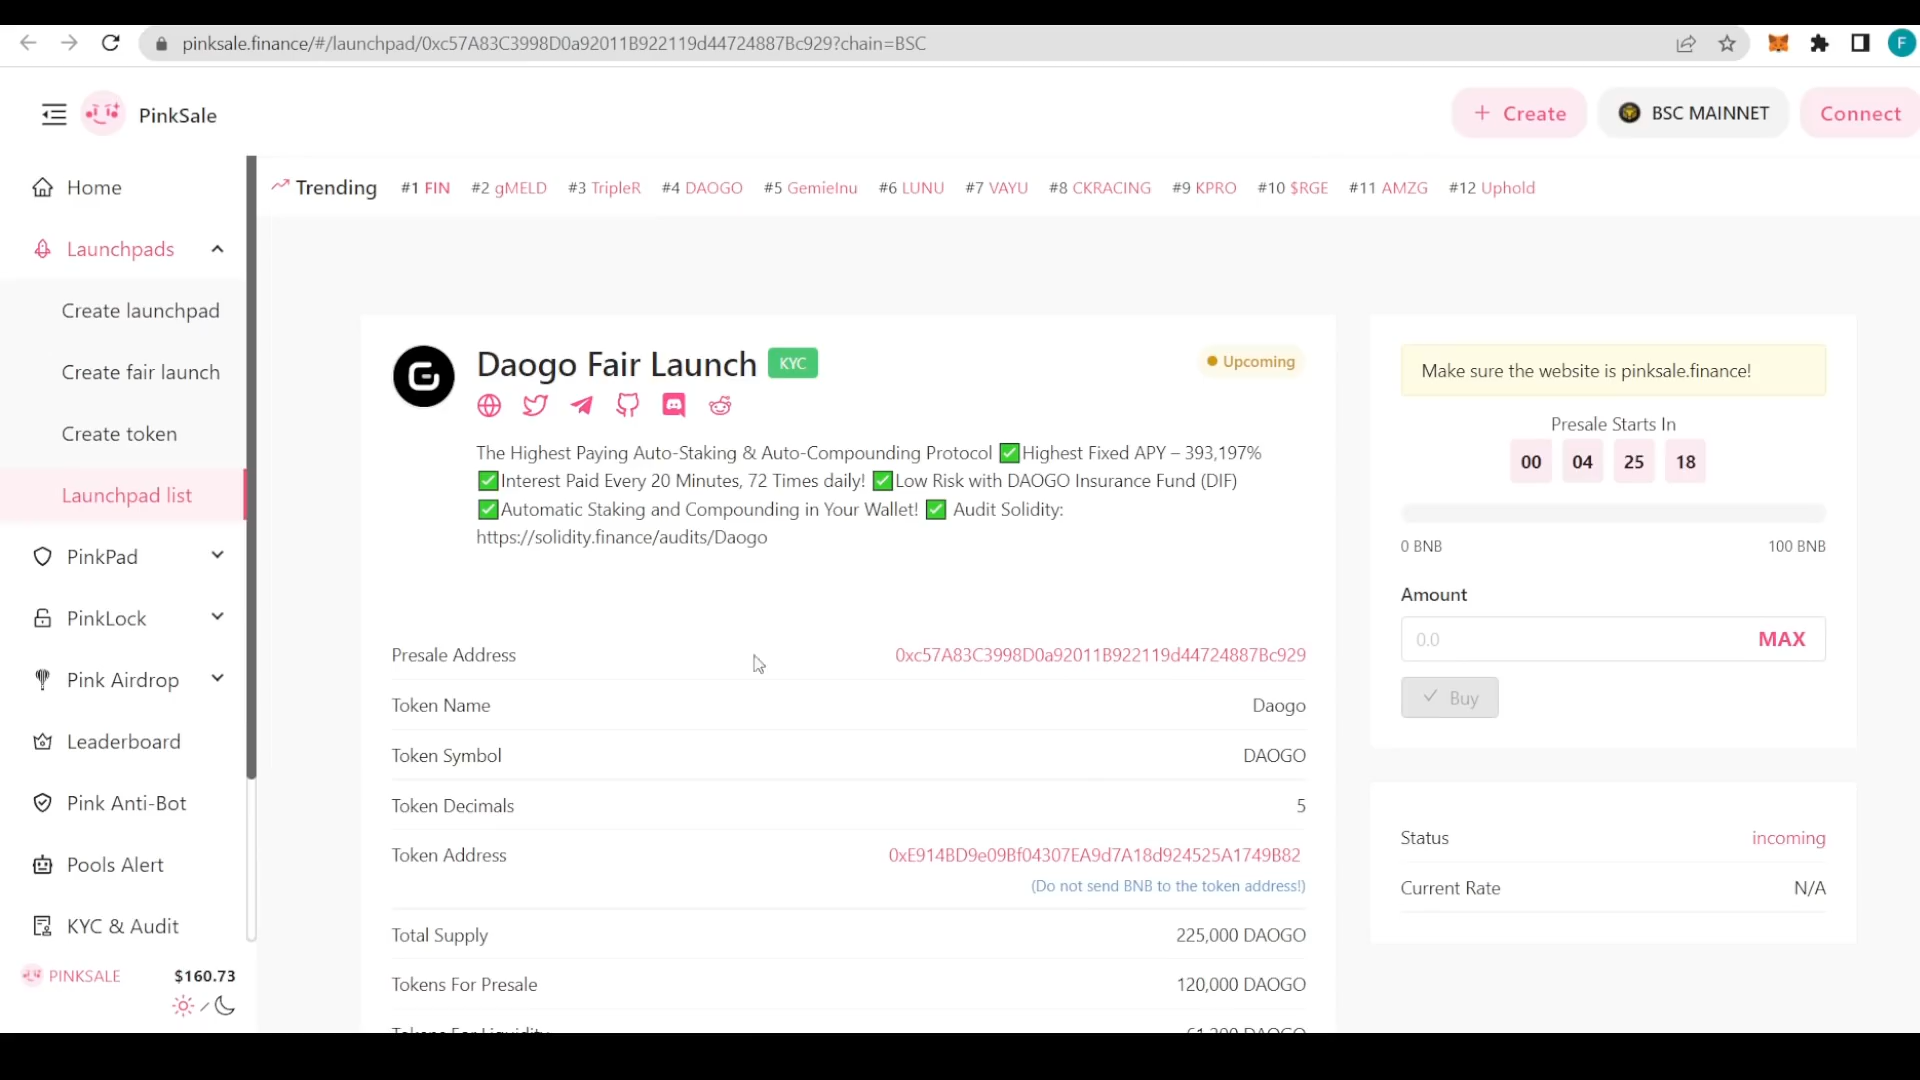 pinksale.finance/#/launchpad/0xc57A83C3998D0a92011B922119d44724887Bc929?chain=BSC
F
PinkSale
+ Create
BSC MAINNET
Connect
Home
Launchpads
Create launchpad
Create fair launch
Create token
Launchpad list
PinkPad
PinkLock
Pink Airdrop
Leaderboard
Pink Anti-Bot
Pools Alert
KYC & Audit
PINKSALE $160.73
Trending #1 FIN #2 gMELD #3 TripleR #4 DAOGO #5 GemieInu #6 LUNU #7 VAYU #8 CKRACING #9 KPRO #10 $RGE #11 AMZG #12 Uphold
Daogo Fair Launch KYC
Upcoming
The Highest Paying Auto-Staking & Auto-Compounding Protocol ✅Highest Fixed APY – 393,197%
✅Interest Paid Every 20 Minutes, 72 Times daily! ✅Low Risk with DAOGO Insurance Fund (DIF)
✅Automatic Staking and Compounding in Your Wallet! ✅ Audit Solidity:
https://solidity.finance/audits/Daogo
Presale Address 0xc57A83C3998D0a92011B922119d44724887Bc929
Token Name Daogo
Token Symbol DAOGO
Token Decimals 5
Token Address 0xE914BD9e09Bf04307EA9d7A18d924525A1749B82
(Do not send BNB to the token address!)
Total Supply 225,000 DAOGO
Tokens For Presale 120,000 DAOGO
Tokens For Liquidity 61,200 DAOGO
Make sure the website is pinksale.finance!
Presale Starts In
00 04 25 18
0 BNB 100 BNB
Amount
0.0 MAX
Buy
Status incoming
Current Rate N/A